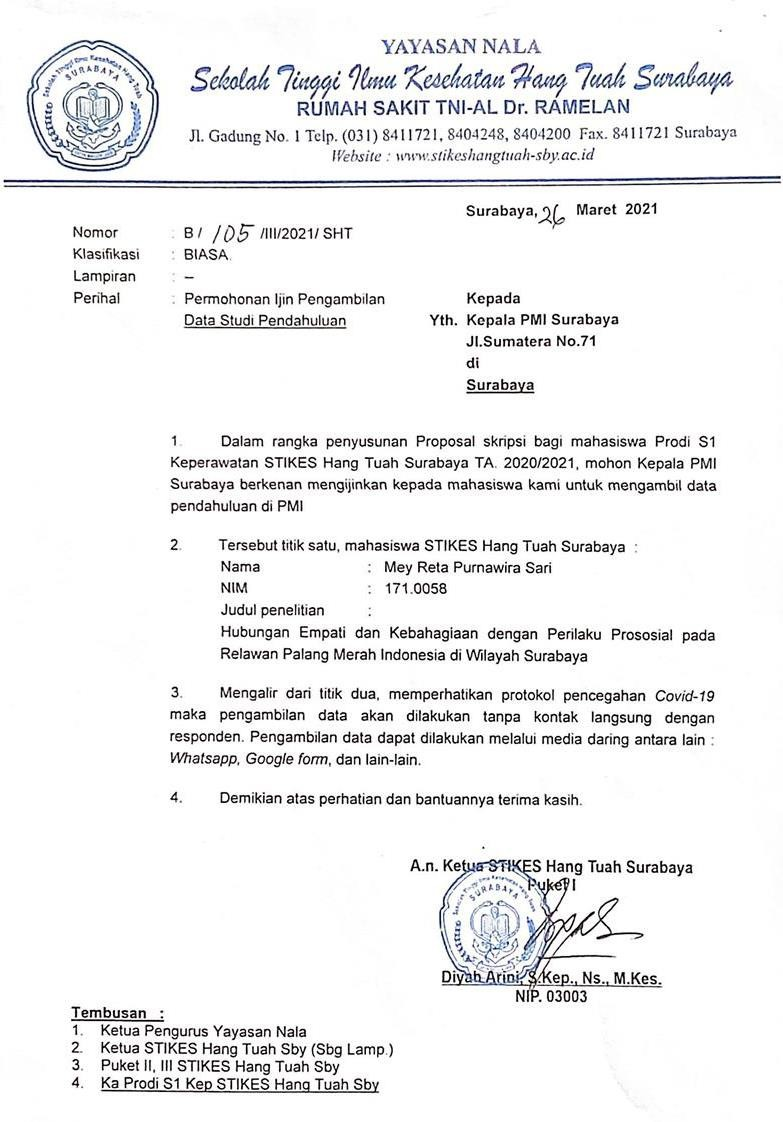 YAYASAN NALA
Sekolah Tinggi Ilmu Kesehatan Hang Tuah Surabaya
RUMAH SAKIT TNI-AL Dr. RAMELAN
Jl. Gadung No. 1 Telp. (031) 8411721, 8404248, 8404200 Fax. 8411721 Surabaya
Website : www.stikeshangtuah-sby.ac.id
Sekolah Tinggi Ilmu Kesehatan Hang Tuah
SURABAYA
Surabaya, 26 Maret 2021
Nomor : B / 105 /III/2021/ SHT
Klasifikasi : BIASA.
Lampiran : –
Perihal : Permohonan Ijin Pengambilan
Data Studi Pendahuluan
Kepada
Yth. Kepala PMI Surabaya
Jl.Sumatera No.71
di
Surabaya
1. Dalam rangka penyusunan Proposal skripsi bagi mahasiswa Prodi S1
Keperawatan STIKES Hang Tuah Surabaya TA. 2020/2021, mohon Kepala PMI
Surabaya berkenan mengijinkan kepada mahasiswa kami untuk mengambil data
pendahuluan di PMI
2. Tersebut titik satu, mahasiswa STIKES Hang Tuah Surabaya :
Nama : Mey Reta Purnawira Sari
NIM : 171.0058
Judul penelitian :
Hubungan Empati dan Kebahagiaan dengan Perilaku Prososial pada
Relawan Palang Merah Indonesia di Wilayah Surabaya
3. Mengalir dari titik dua, memperhatikan protokol pencegahan Covid-19
maka pengambilan data akan dilakukan tanpa kontak langsung dengan
responden. Pengambilan data dapat dilakukan melalui media daring antara lain :
Whatsapp, Google form, dan lain-lain.
4. Demikian atas perhatian dan bantuannya terima kasih.
A.n. Ketua STIKES Hang Tuah Surabaya
Puket I
SURABAYA
Diyah Arini, S.Kep., Ns., M.Kes.
NIP. 03003
Tembusan :
1. Ketua Pengurus Yayasan Nala
2. Ketua STIKES Hang Tuah Sby (Sbg Lamp.)
3. Puket II, III STIKES Hang Tuah Sby
4. Ka Prodi S1 Kep STIKES Hang Tuah Sby